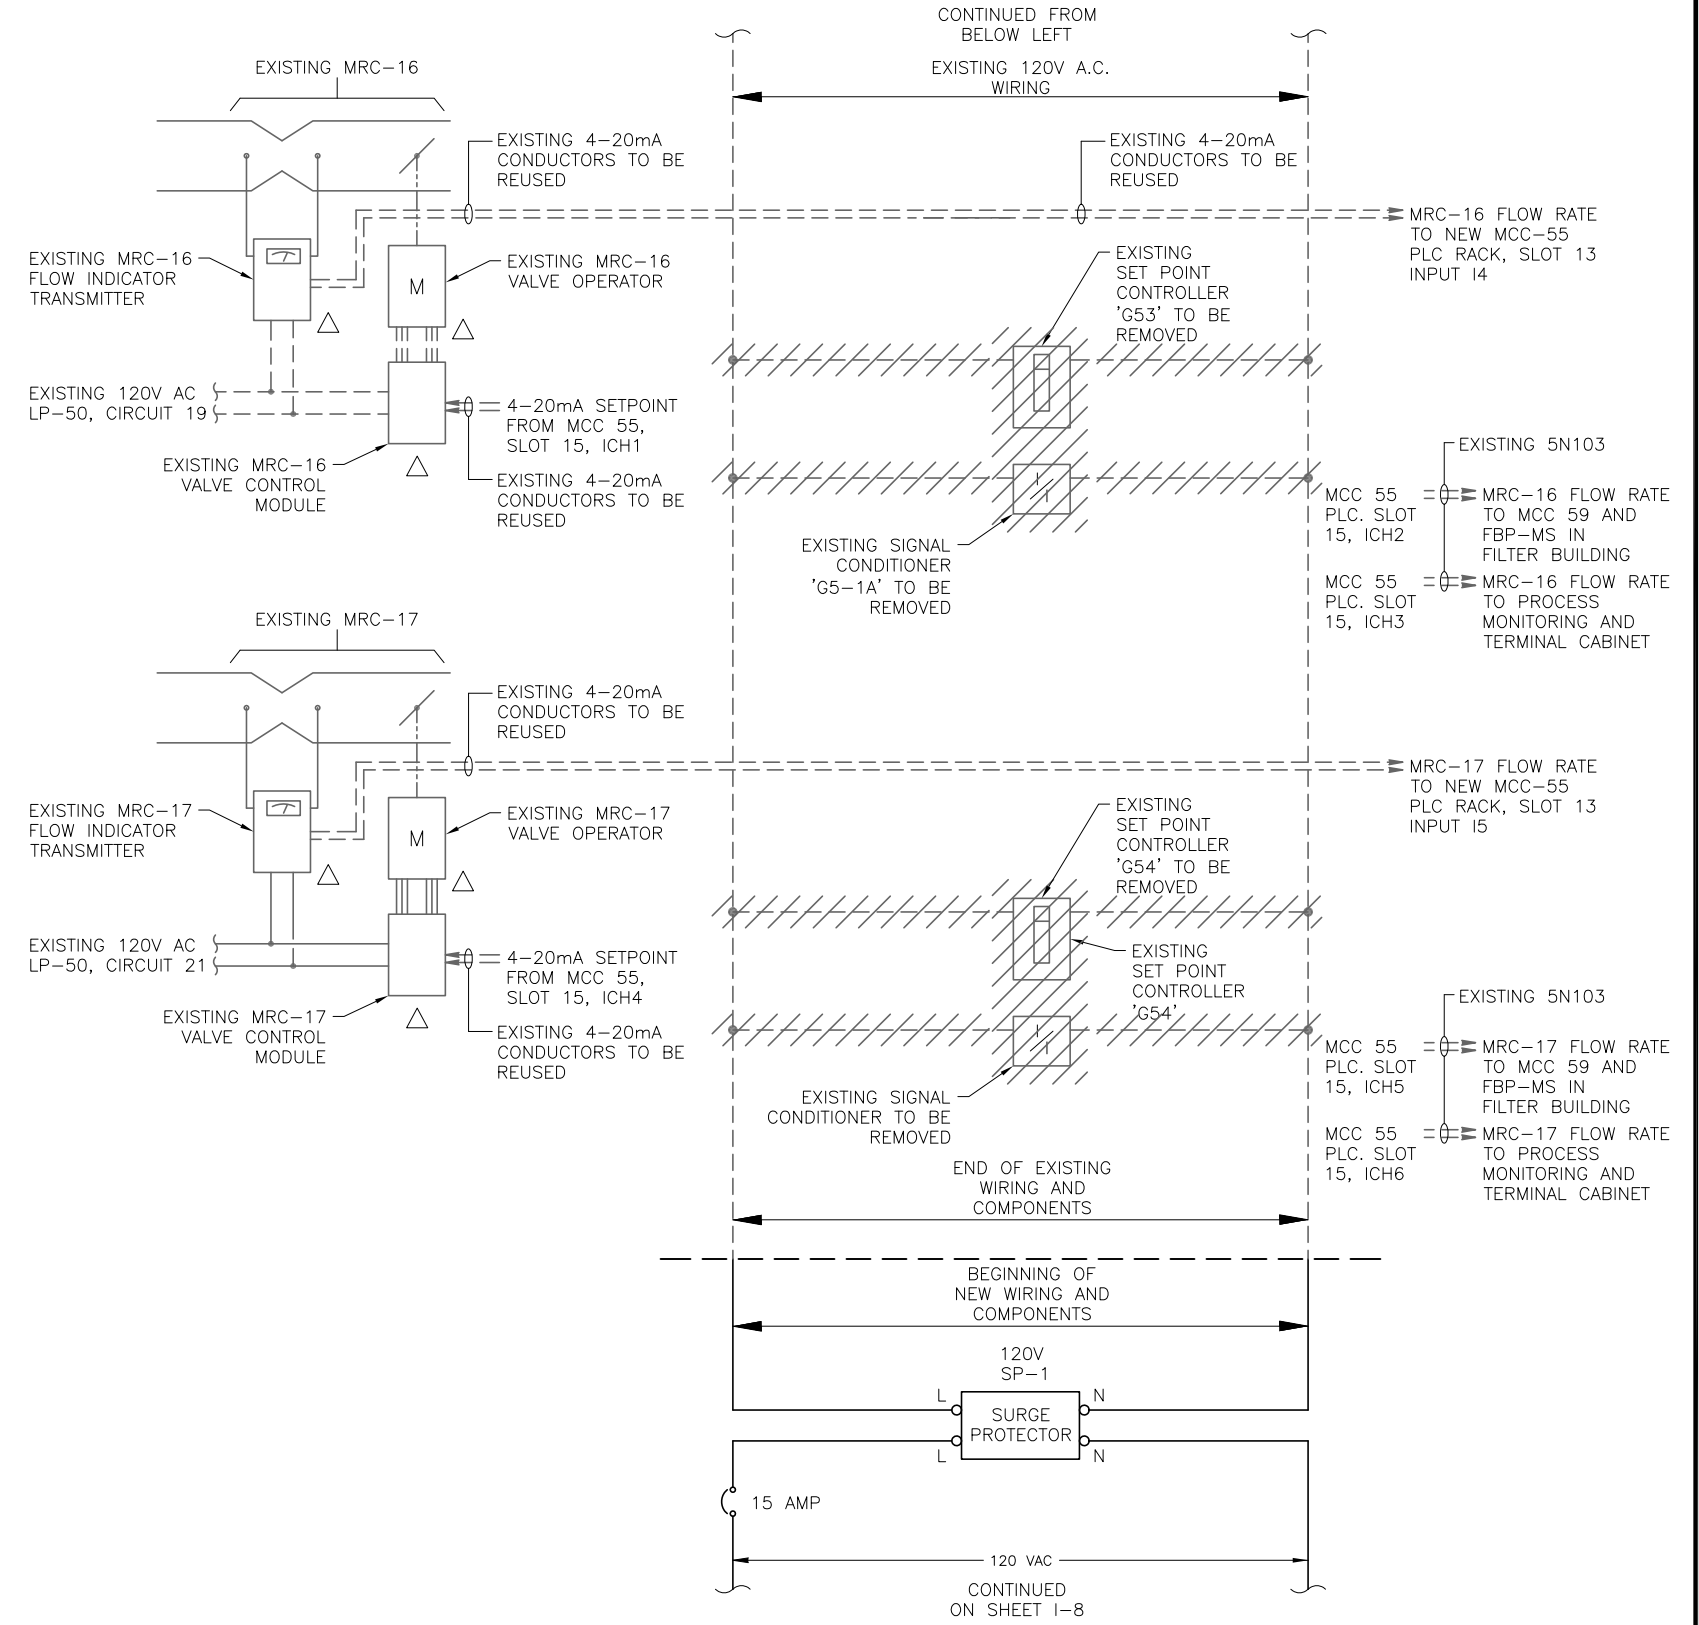 CONTINUED FROM
BELOW LEFT
EXISTING 120V A.C.
WIRING
EXISTING MRC-16
EXISTING 4-20mA
CONDUCTORS TO BE
REUSED
EXISTING 4-20mA
CONDUCTORS TO BE
REUSED
MRC-16 FLOW RATE
TO NEW MCC-55
PLC RACK, SLOT 13
INPUT I4
EXISTING MRC-16
FLOW INDICATOR
TRANSMITTER
M
EXISTING MRC-16
VALVE OPERATOR
EXISTING
SET POINT
CONTROLLER
'G53' TO BE
REMOVED
EXISTING 120V AC
LP-50, CIRCUIT 19
4-20mA SETPOINT
FROM MCC 55,
SLOT 15, ICH1
EXISTING MRC-16
VALVE CONTROL
MODULE
EXISTING 4-20mA
CONDUCTORS TO BE
REUSED
EXISTING SIGNAL
CONDITIONER
'G5-1A' TO BE
REMOVED
EXISTING 5N103
MCC 55
PLC. SLOT
15, ICH2
MRC-16 FLOW RATE
TO MCC 59 AND
FBP-MS IN
FILTER BUILDING
MCC 55
PLC. SLOT
15, ICH3
MRC-16 FLOW RATE
TO PROCESS
MONITORING AND
TERMINAL CABINET
EXISTING MRC-17
EXISTING 4-20mA
CONDUCTORS TO BE
REUSED
MRC-17 FLOW RATE
TO NEW MCC-55
PLC RACK, SLOT 13
INPUT I5
EXISTING MRC-17
FLOW INDICATOR
TRANSMITTER
M
EXISTING MRC-17
VALVE OPERATOR
EXISTING
SET POINT
CONTROLLER
'G54' TO BE
REMOVED
EXISTING
SET POINT
CONTROLLER
'G54'
EXISTING 120V AC
LP-50, CIRCUIT 21
4-20mA SETPOINT
FROM MCC 55,
SLOT 15, ICH4
EXISTING MRC-17
VALVE CONTROL
MODULE
EXISTING 4-20mA
CONDUCTORS TO BE
REUSED
EXISTING SIGNAL
CONDITIONER TO BE
REMOVED
EXISTING 5N103
MCC 55
PLC. SLOT
15, ICH5
MRC-17 FLOW RATE
TO MCC 59 AND
FBP-MS IN
FILTER BUILDING
MCC 55
PLC. SLOT
15, ICH6
MRC-17 FLOW RATE
TO PROCESS
MONITORING AND
TERMINAL CABINET
END OF EXISTING
WIRING AND
COMPONENTS
BEGINNING OF
NEW WIRING AND
COMPONENTS
120V
SP-1
L
N
SURGE
PROTECTOR
L
N
15 AMP
120 VAC
CONTINUED
ON SHEET I-8